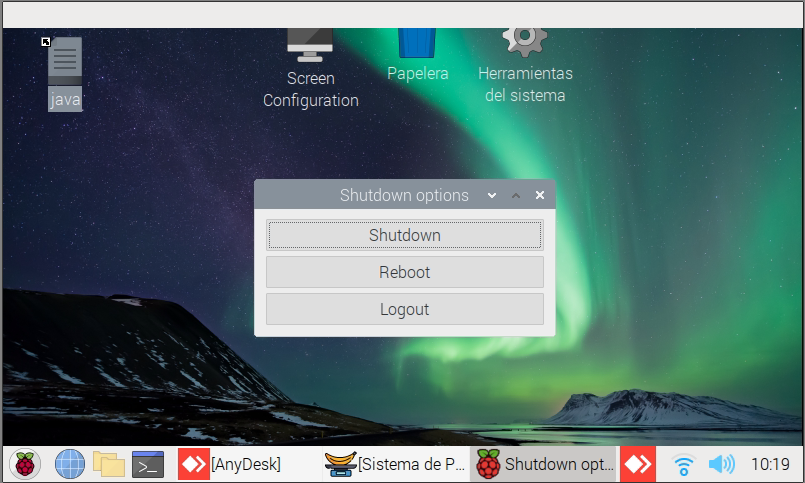 java
Screen
Configuration
Papelera
Herramientas
del sistema
Shutdown options
Shutdown
Reboot
Logout
>_
[AnyDesk]
[Sistema de P...
Shutdown opt...
10:19